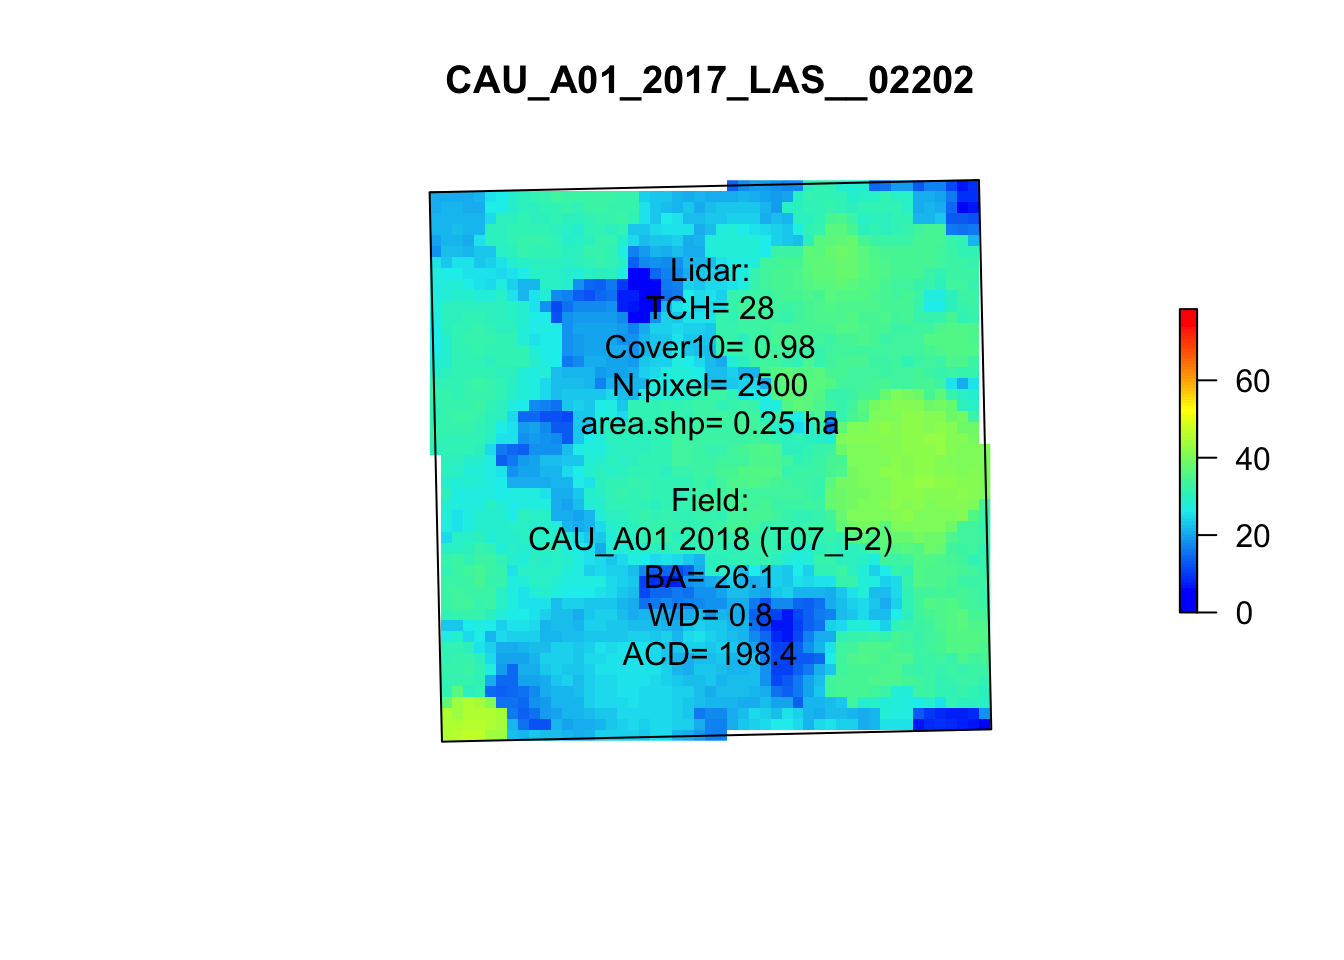 CAU_A01_2017_LAS__02202
Lidar:
TCH= 28
Cover10= 0.98
N.pixel= 2500
area.shp= 0.25 ha
Field:
CAU_A01 2018 (T07_P2)
BA= 26.1
WD= 0.8
ACD= 198.4
60
40
20
0